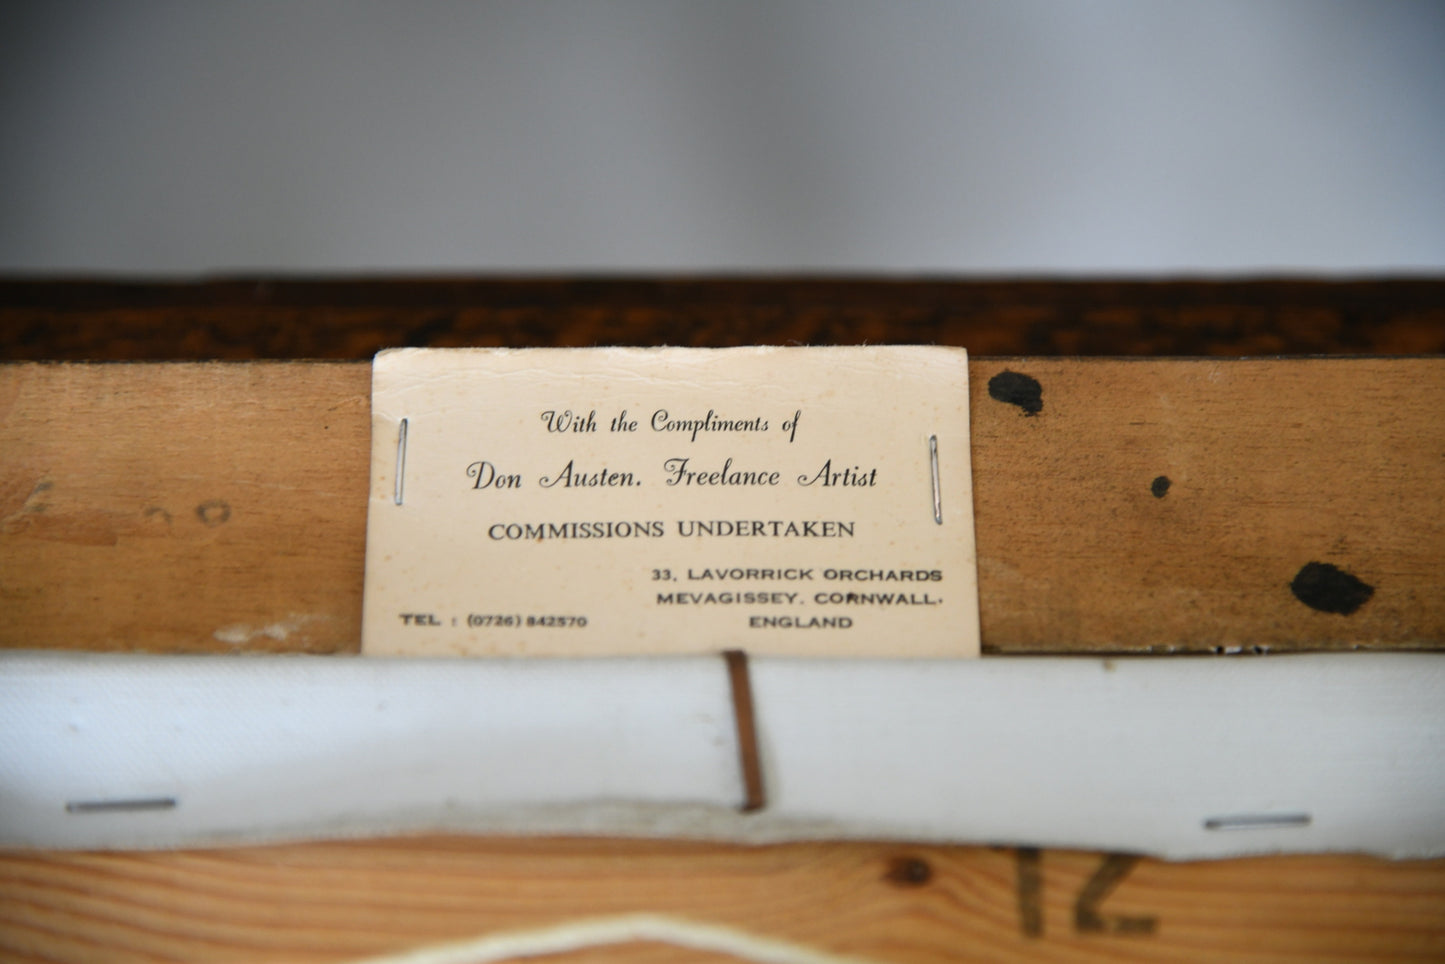 With the Compliments of
Don Austen. Freelance Artist
COMMISSIONS UNDERTAKEN
33, LAVORRICK ORCHARDS
MEVAGISSEY. CORNWALL.
TEL : (0726) 842570 ENGLAND
12